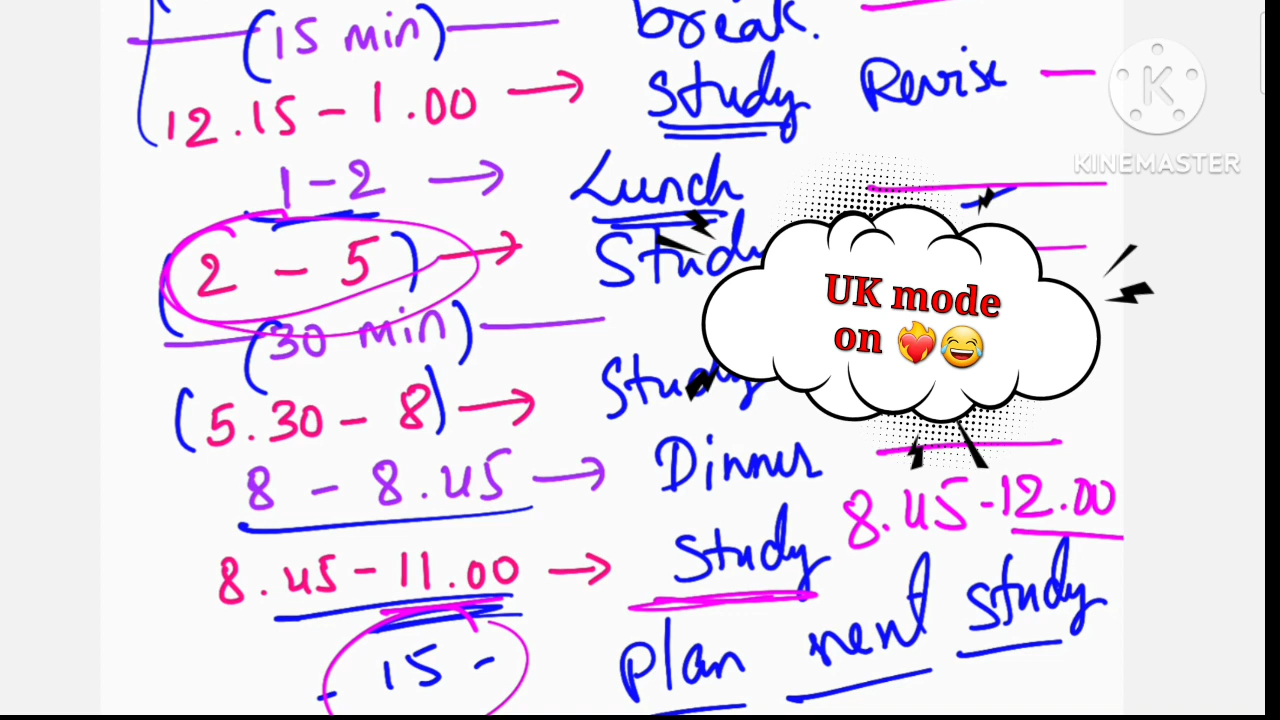 (15 min) break.
12.15 - 1.00 → study Revise —
KINEMASTER
1 - 2 → Lunch
(2 - 5) → Study
UK mode
on ❤️‍🔥😂
(30 min)
(5.30 - 8) → Study
8 - 8.45 → Dinner
8.45 - 12.00
8.45 - 11.00 → Study
15 - plan next study